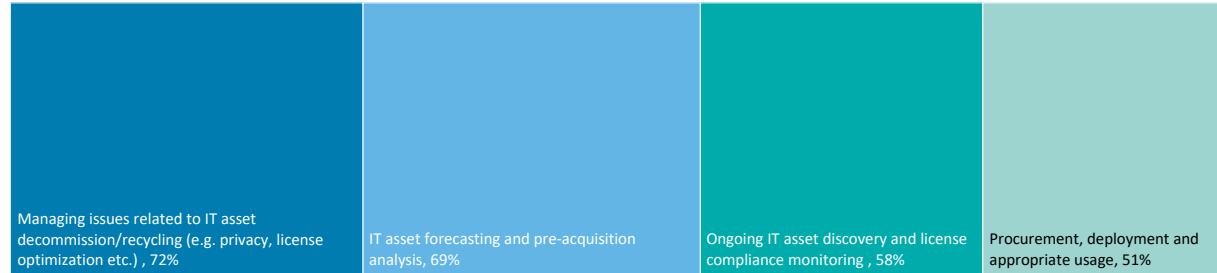 Managing issues related to IT asset
decommission/recycling (e.g. privacy, license
optimization etc.) , 72%
IT asset forecasting and pre-acquisition
analysis, 69%
Ongoing IT asset discovery and license
compliance monitoring , 58%
Procurement, deployment and
appropriate usage, 51%